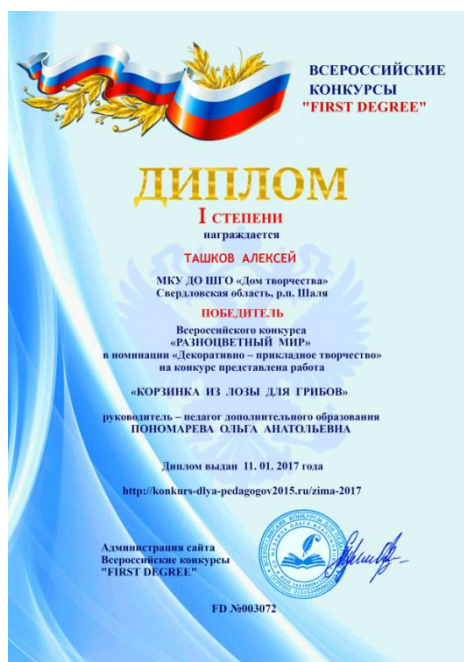 ВСЕРОССИЙСКИЕ
КОНКУРСЫ
"FIRST DEGREE"
ДИПЛОМ
I СТЕПЕНИ
награждается
ТАШКОВ АЛЕКСЕЙ
МКУ ДО ШГО «Дом творчества»
Свердловская область, р.п. Шаля
ПОБЕДИТЕЛЬ
Всероссийского конкурса
«РАЗНОЦВЕТНЫЙ МИР»
в номинации «Декоративно – прикладное творчество»
на конкурс представлена работа
«КОРЗИНКА ИЗ ЛОЗЫ ДЛЯ ГРИБОВ»
руководитель – педагог дополнительного образования
ПОНОМАРЕВА ОЛЬГА АНАТОЛЬЕВНА
Диплом выдан 11. 01. 2017 года
http://konkurs-dlya-pedagogov2015.ru/zima-2017
Администрация сайта
Всероссийские конкурсы
"FIRST DEGREE"
FD №003072